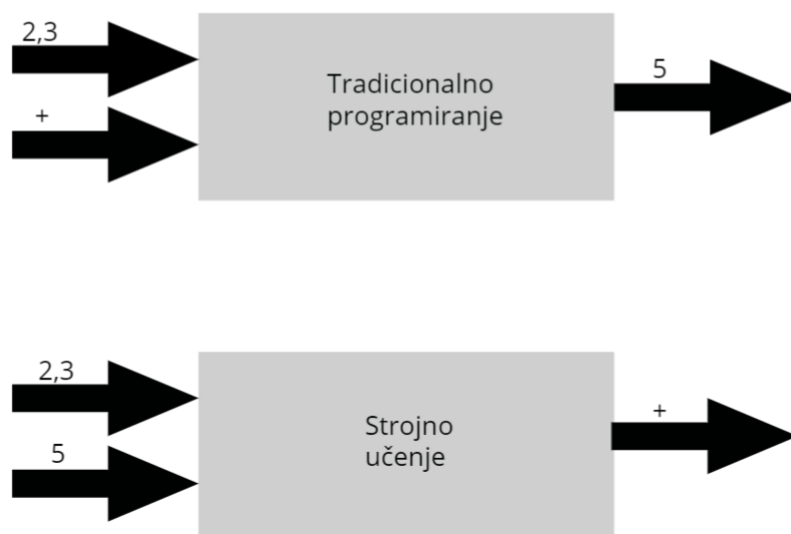 2,3
+
Tradicionalno
programiranje
5
2,3
5
Strojno
učenje
+